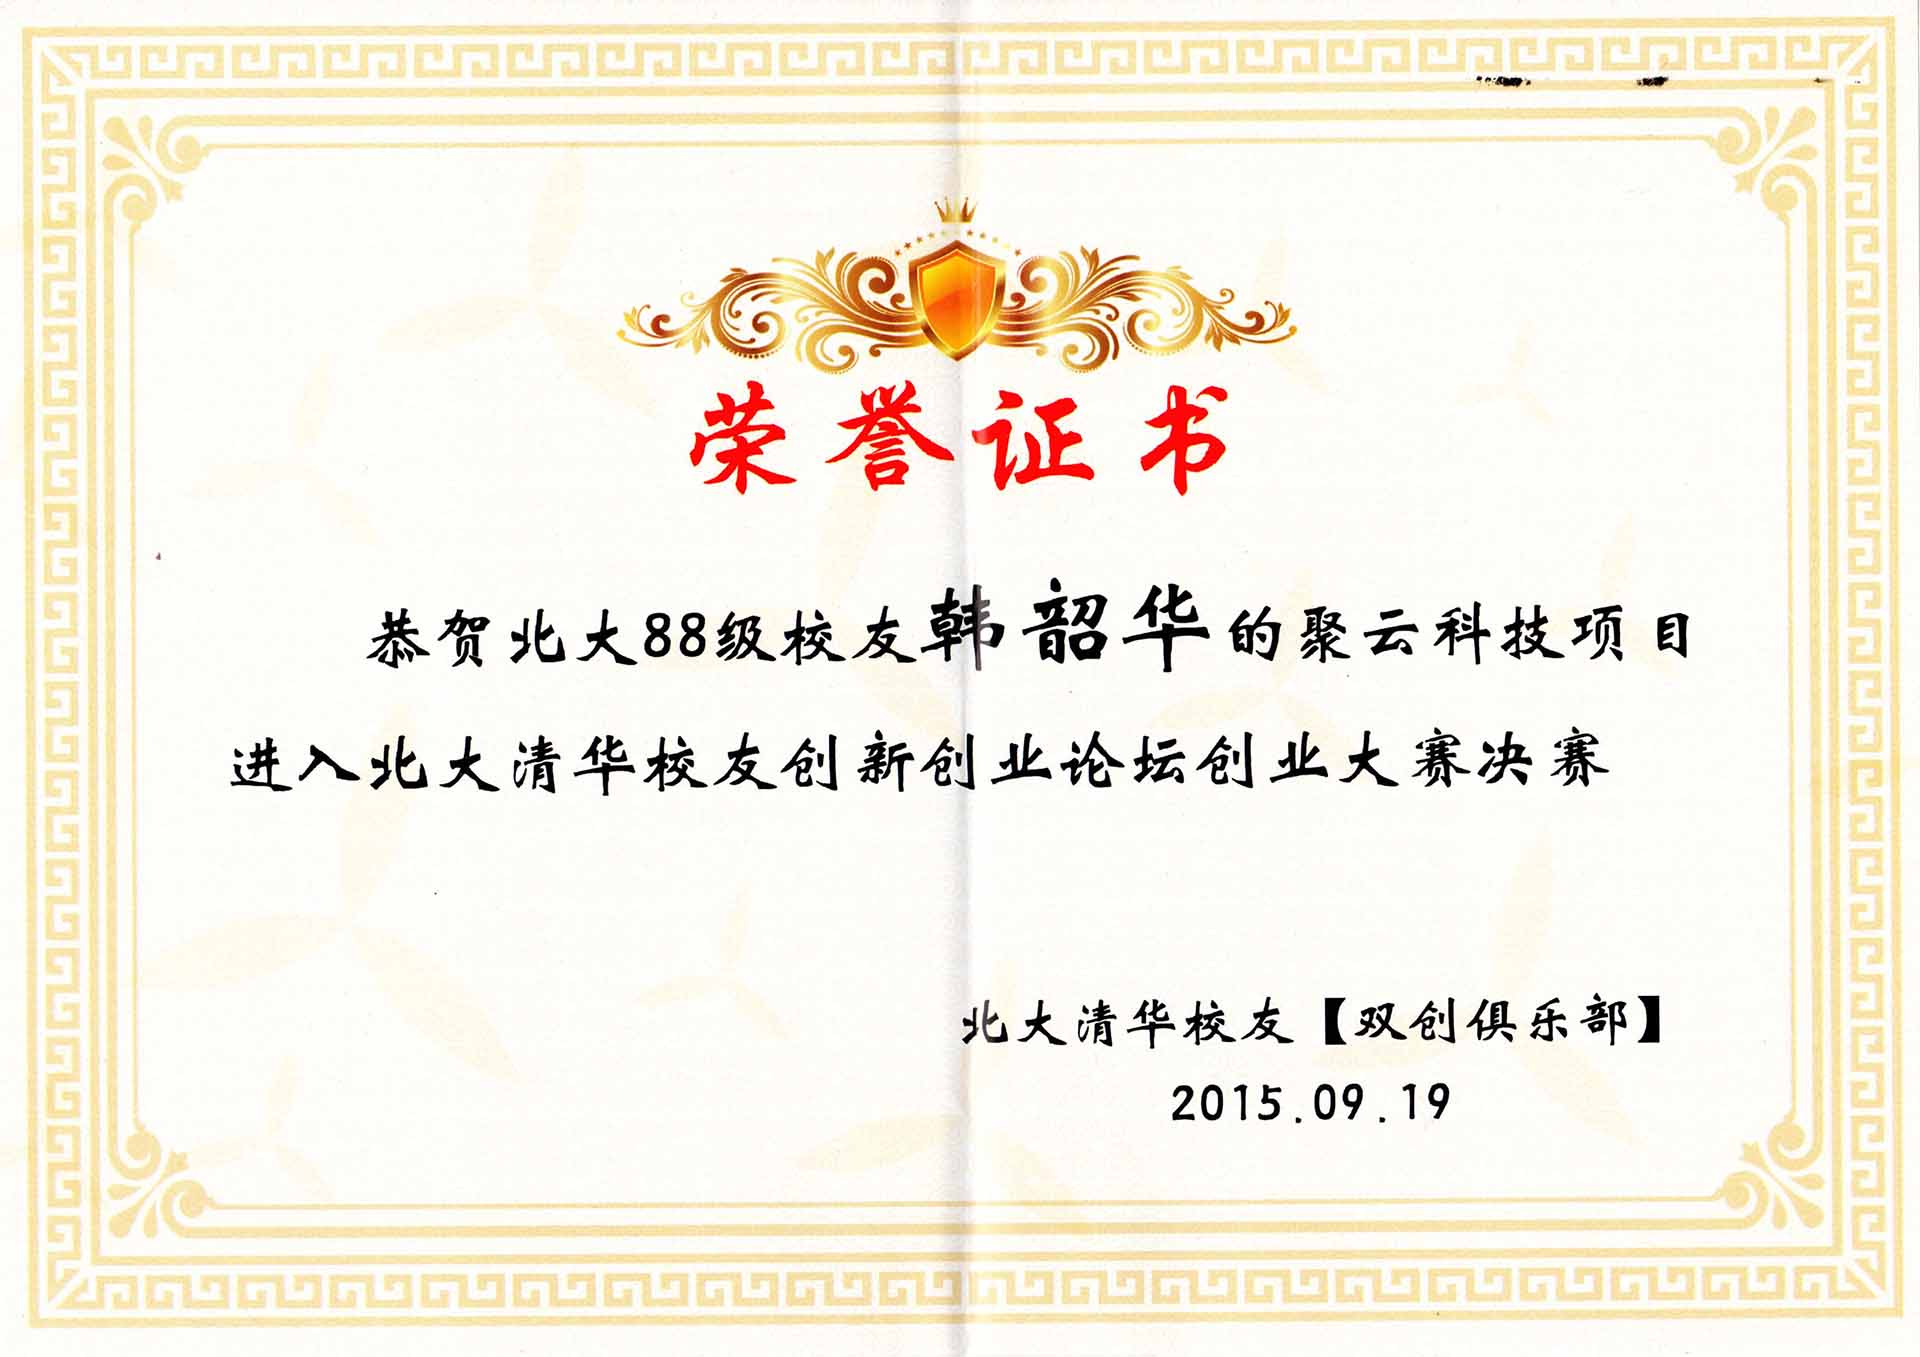 荣誉证书
恭贺北大88级校友韩韶华的聚云科技项目
进入北大清华校友创新创业论坛创业大赛决赛
北大清华校友【双创俱乐部】
2015.09.19